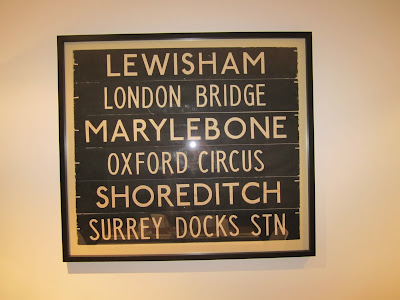 LEWISHAM
LONDON BRIDGE
MARYLEBONE
OXFORD CIRCUS
SHOREDITCH
SURREY DOCKS STN